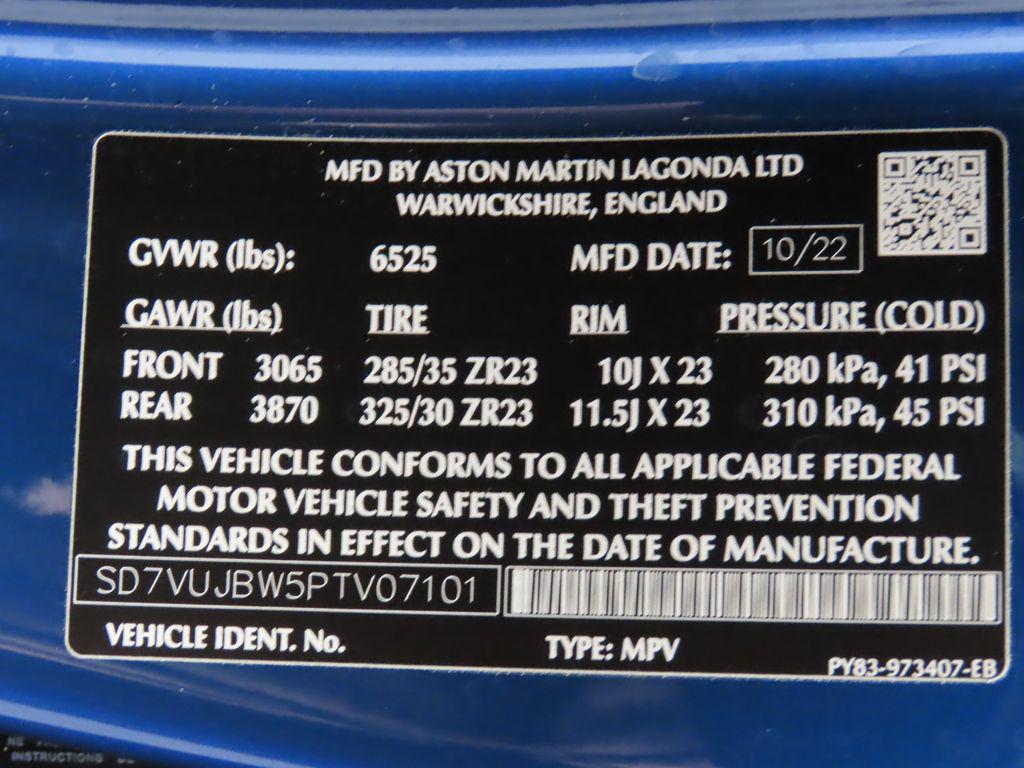 MFD BY ASTON MARTIN LAGONDA LTD
WARWICKSHIRE, ENGLAND
GVWR (lbs): 6525 MFD DATE: 10/22
GAWR (lbs) TIRE RIM PRESSURE (COLD)
FRONT 3065 285/35 ZR23 10J X 23 280 kPa, 41 PSI
REAR 3870 325/30 ZR23 11.5J X 23 310 kPa, 45 PSI
THIS VEHICLE CONFORMS TO ALL APPLICABLE FEDERAL
MOTOR VEHICLE SAFETY AND THEFT PREVENTION
STANDARDS IN EFFECT ON THE DATE OF MANUFACTURE.
SD7VUJBW5PTV07101
VEHICLE IDENT. No. TYPE: MPV
PY83-973407-EB
INSTRUCTIONS